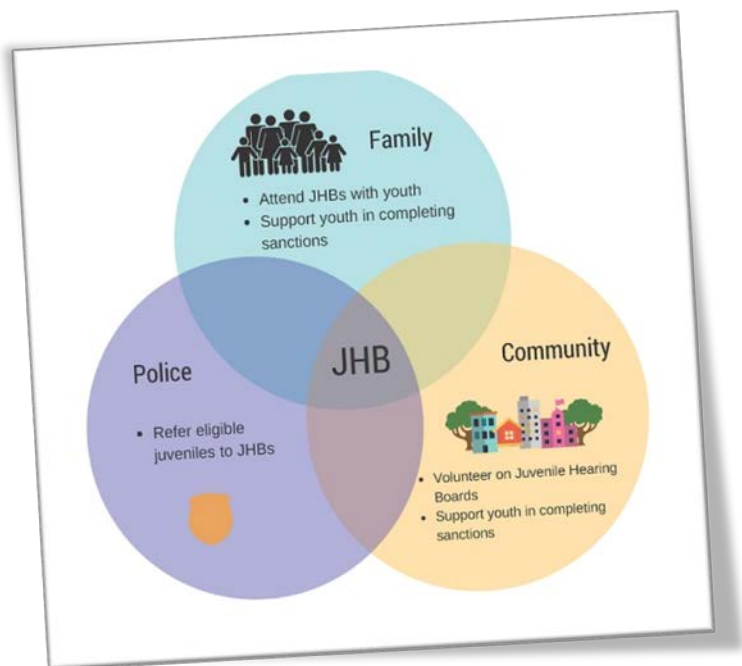 Family
• Attend JHBs with youth
• Support youth in completing
sanctions
Police
• Refer eligible
juveniles to JHBs
JHB
Community
• Volunteer on Juvenile Hearing
Boards
• Support youth in completing
sanctions